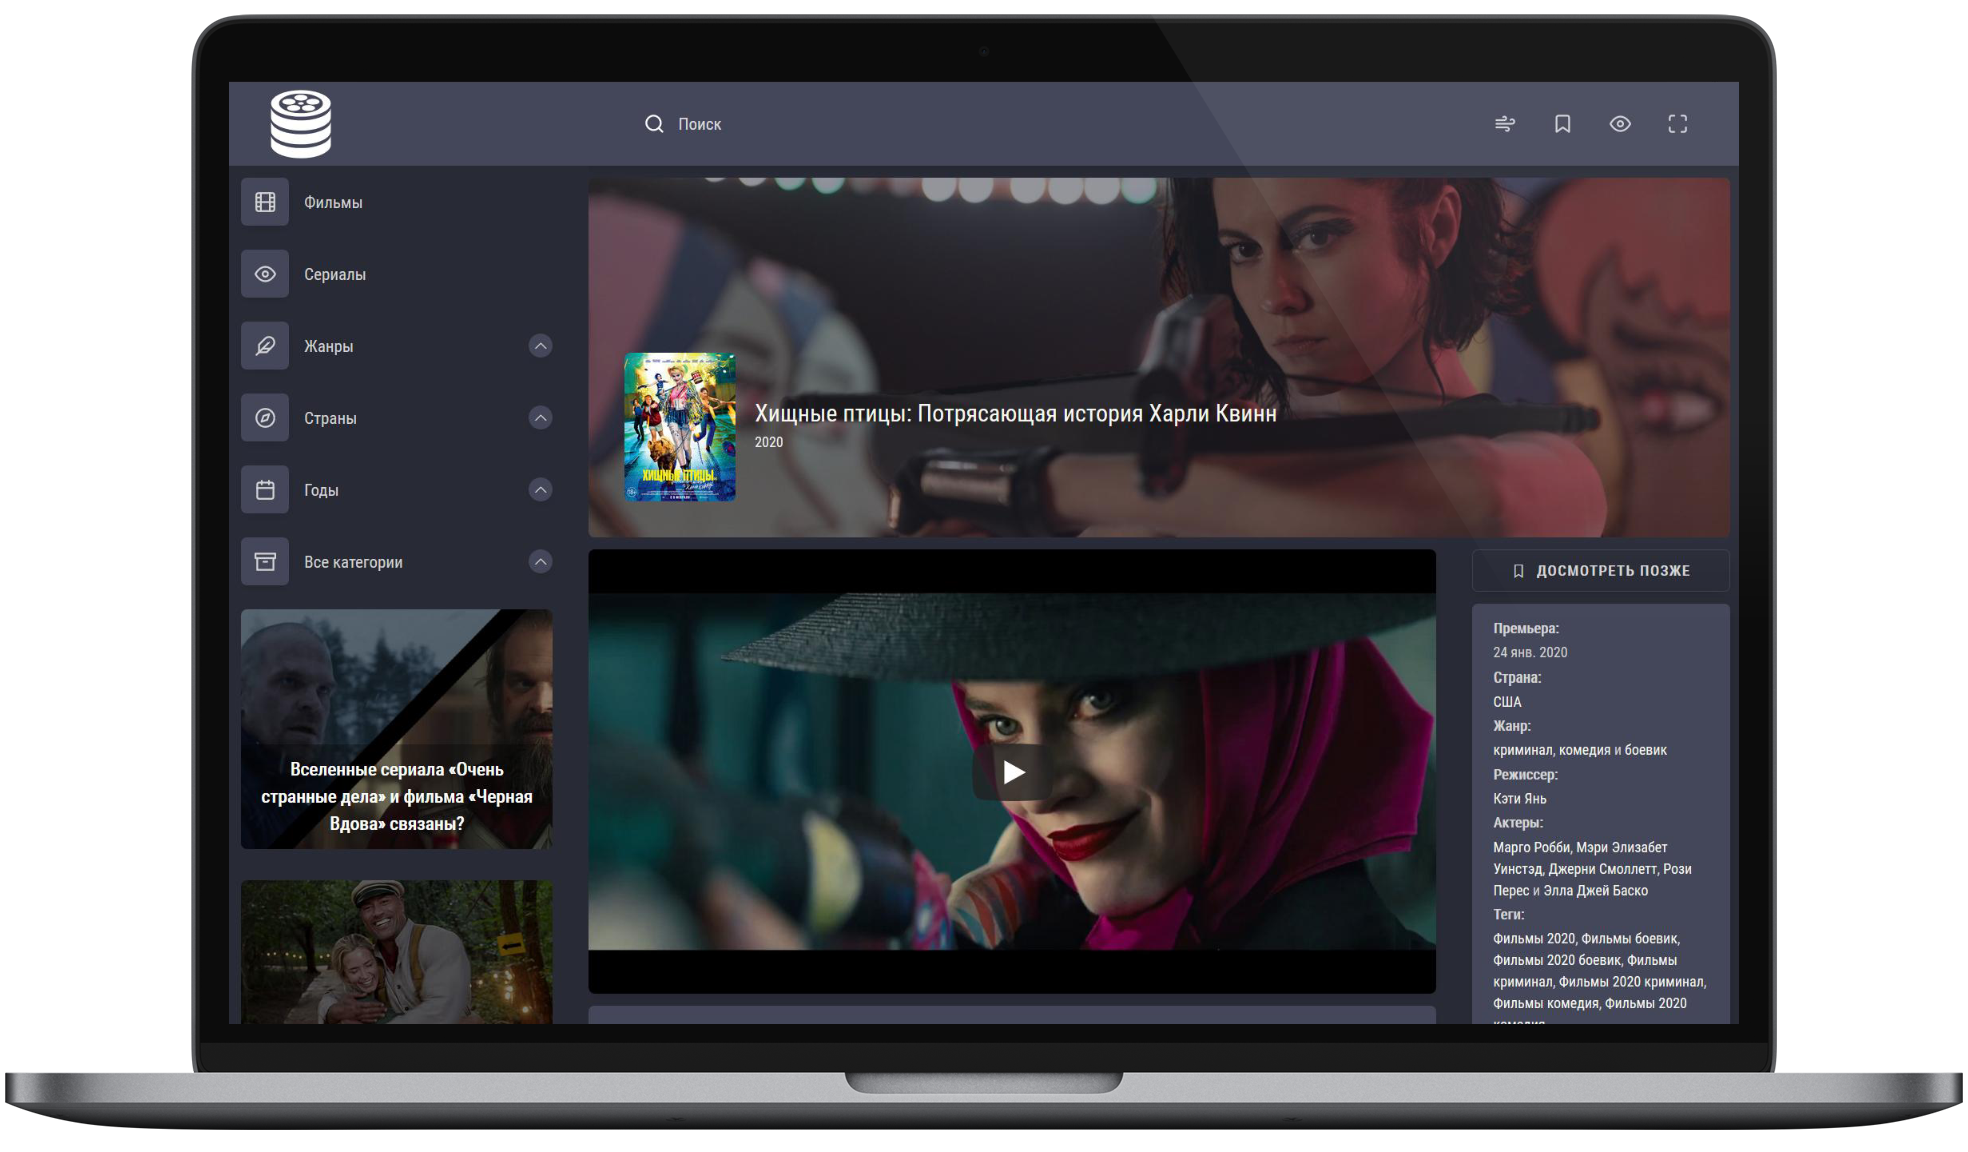 Поиск
Фильмы
Сериалы
Жанры
Страны
Годы
Все категории
Вселенные сериала «Очень
странные дела» и фильма «Черная
Вдова» связаны?
ХИЩНЫЕ ПТИЦЫ
Хищные птицы: Потрясающая история Харли Квинн
2020
ДОСМОТРЕТЬ ПОЗЖЕ
Премьера:
24 янв. 2020
Страна:
США
Жанр:
криминал, комедия и боевик
Режиссер:
Кэти Янь
Актеры:
Марго Робби, Мэри Элизабет
Уинстэд, Джерни Смоллетт, Рози
Перес и Элла Джей Баско
Теги:
Фильмы 2020, Фильмы боевик,
Фильмы 2020 боевик, Фильмы
криминал, Фильмы 2020 криминал,
Фильмы комедия, Фильмы 2020